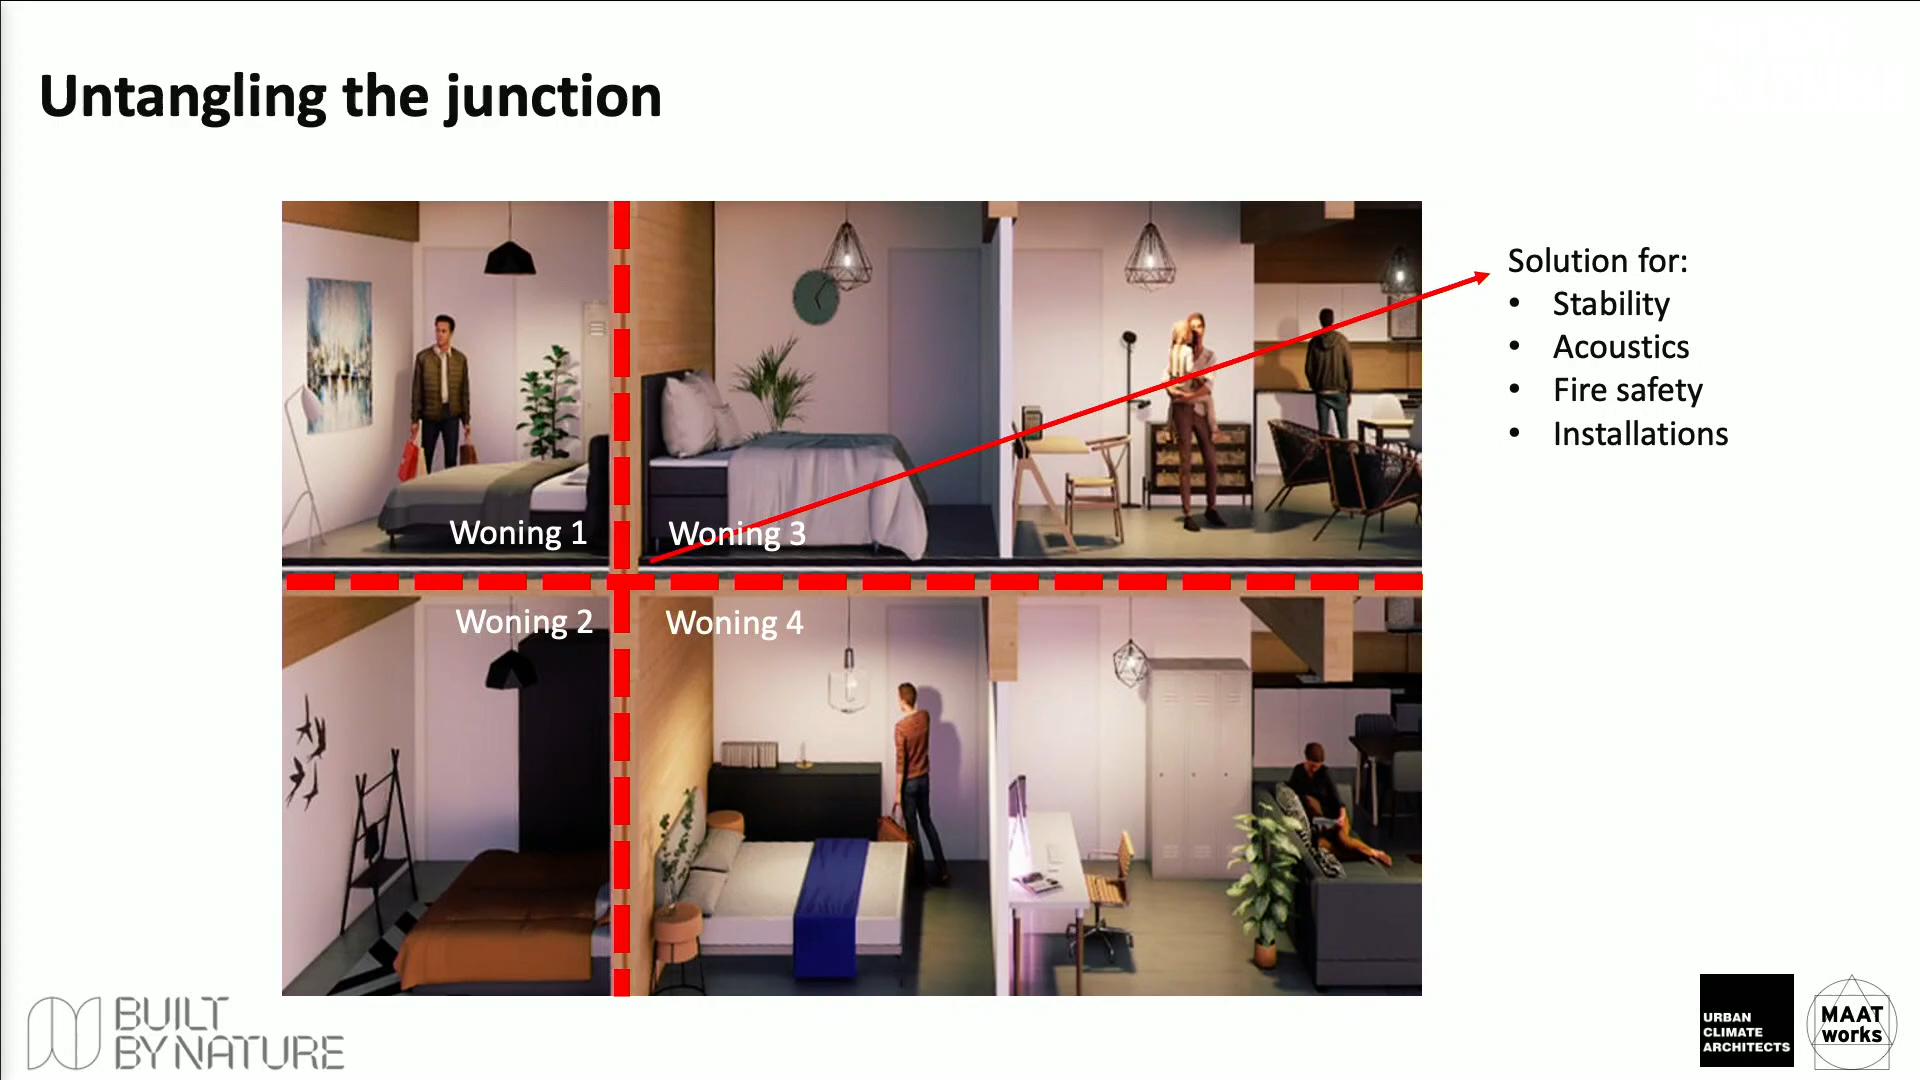 Untangling the junction
Solution for:
• Stability
• Acoustics
• Fire safety
• Installations
Woning 1
Woning 3
Woning 2
Woning 4
BUILT
BY NATURE
URBAN
CLIMATE
ARCHITECTS
MAAT
works